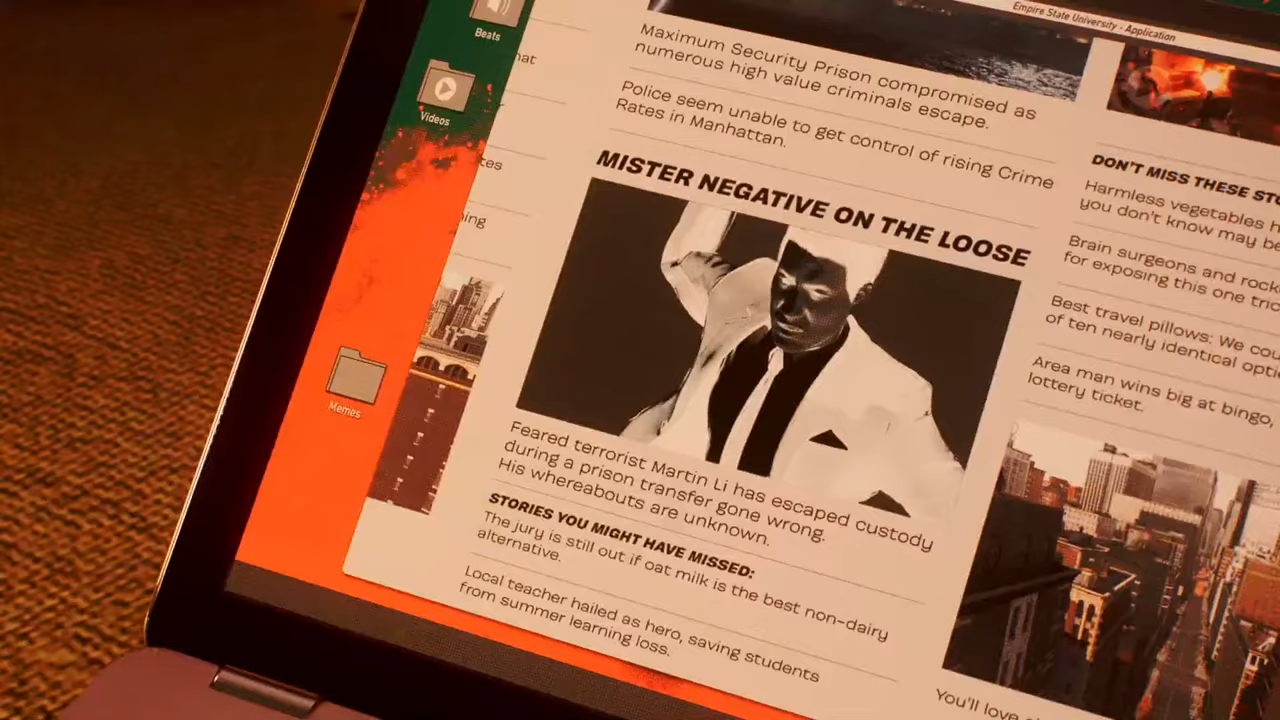 Beats
Videos
Memes
hat
tes
ing
Empire State University - Application
Maximum Security Prison compromised as
numerous high value criminals escape.
Police seem unable to get control of rising Crime
Rates in Manhattan.
MISTER NEGATIVE ON THE LOOSE
Feared terrorist Martin Li has escaped custody
during a prison transfer gone wrong.
His whereabouts are unknown.
STORIES YOU MIGHT HAVE MISSED:
The jury is still out if oat milk is the best non-dairy
alternative.
Local teacher hailed as hero, saving students
from summer learning loss.
DON'T MISS THESE STO
Harmless vegetables h
you don't know may be
Brain surgeons and rock
for exposing this one tric
Best travel pillows: We cou
of ten nearly identical optio
Area man wins big at bingo,
lottery ticket.
You'll love